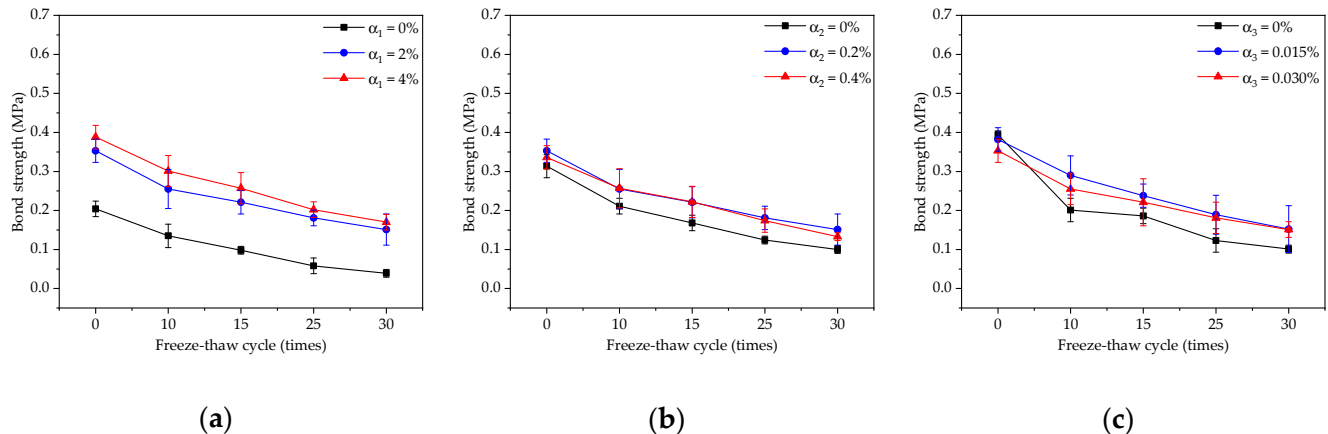 0.7
0.6
0.5
0.4
0.3
0.2
0.1
0.0
Bond strength (MPa)
α1 = 0%
α1 = 2%
α1 = 4%
0 10 15 25 30
Freeze-thaw cycle (times)
(a)
0.7
0.6
0.5
0.4
0.3
0.2
0.1
0.0
Bond strength (MPa)
α2 = 0%
α2 = 0.2%
α2 = 0.4%
0 10 15 25 30
Freeze-thaw cycle (times)
(b)
0.7
0.6
0.5
0.4
0.3
0.2
0.1
0.0
Bond strength (MPa)
α3 = 0%
α3 = 0.015%
α3 = 0.030%
0 10 15 25 30
Freeze-thaw cycle (times)
(c)